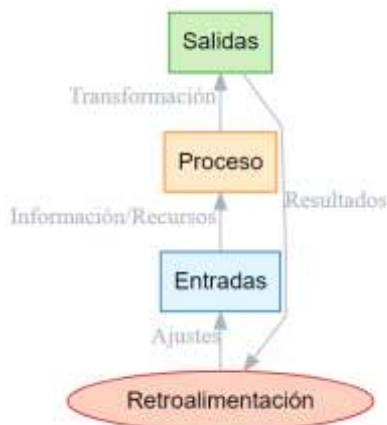 Salidas
Transformación
Proceso
Información/Recursos
Resultados
Entradas
Ajustes
Retroalimentación